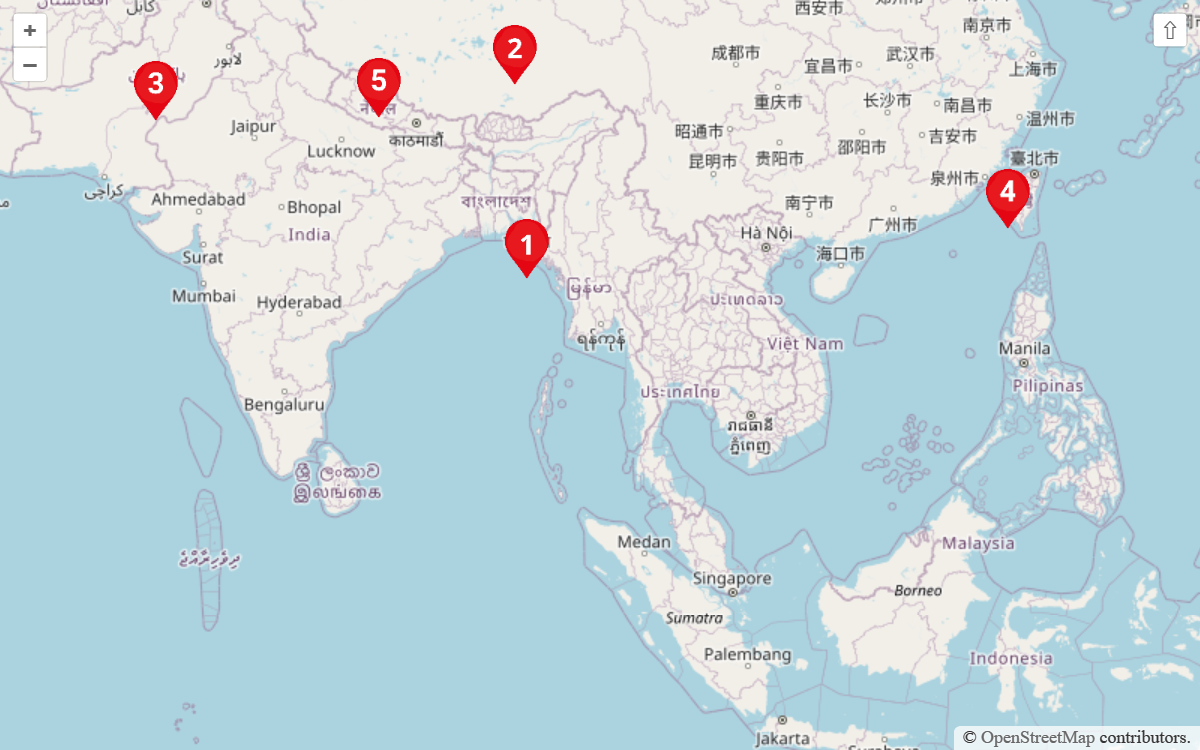 +
−
⇧
کابل
西安市
南京市
2
成都市
武汉市
لاہور
宜昌市
上海市
3
5
重庆市
长沙市
南昌市
温州市
Jaipur
काठमाडौँ
昭通市
吉安市
Lucknow
邵阳市
昆明市
贵阳市
臺北市
泉州市
4
کراچی
Ahmedabad
বাংলাদেশ
Bhopal
南宁市
广州市
India
1
Hà Nội
Surat
海口市
Mumbai
မြန်မာ
Hyderabad
ປະເທດລາວ
ရန်ကုန်
Việt Nam
Manila
Pilipinas
ประเทศไทย
Bengaluru
រាជធានី
ភ្នំពេញ
ශ්‍රී ලංකාව
இலங்கை
Medan
Malaysia
ދިވެހިރާއްޖެ
Singapore
Borneo
Sumatra
Palembang
Indonesia
Jakarta
© OpenStreetMap contributors.